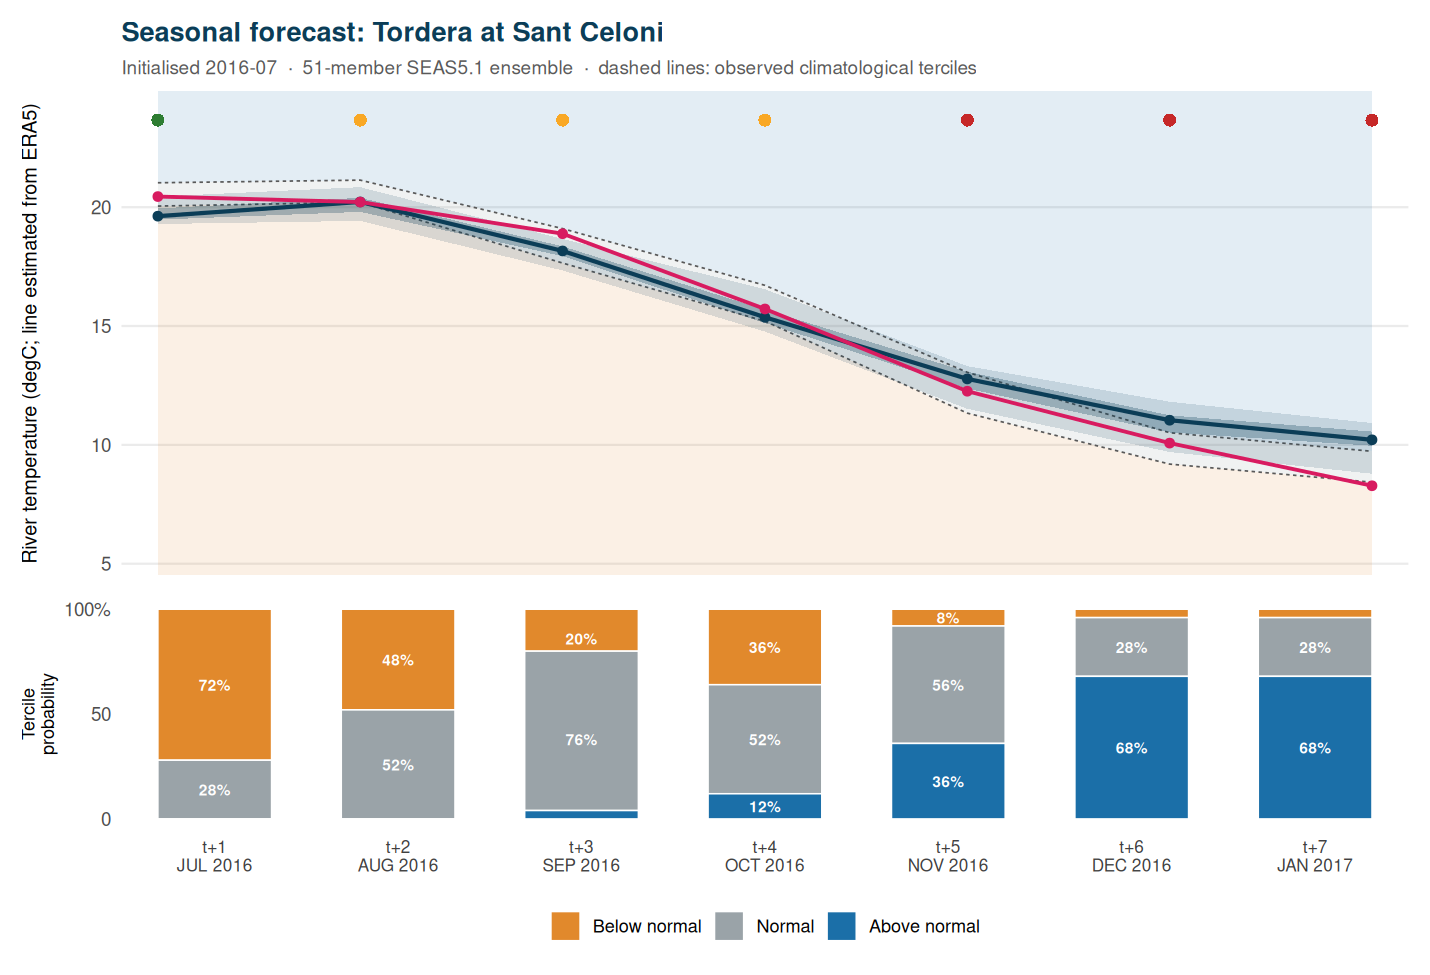 Seasonal forecast: Tordera at Sant Celoni
Initialised 2016-07 · 51-member SEAS5.1 ensemble · dashed lines: observed climatological terciles
River temperature (degC; line estimated from ERA5)
20
15
10
5
Tercile
probability
100%
50
0
72%
28%
48%
52%
20%
76%
36%
52%
12%
8%
56%
36%
28%
68%
28%
68%
t+1
JUL 2016
t+2
AUG 2016
t+3
SEP 2016
t+4
OCT 2016
t+5
NOV 2016
t+6
DEC 2016
t+7
JAN 2017
Below normal
Normal
Above normal